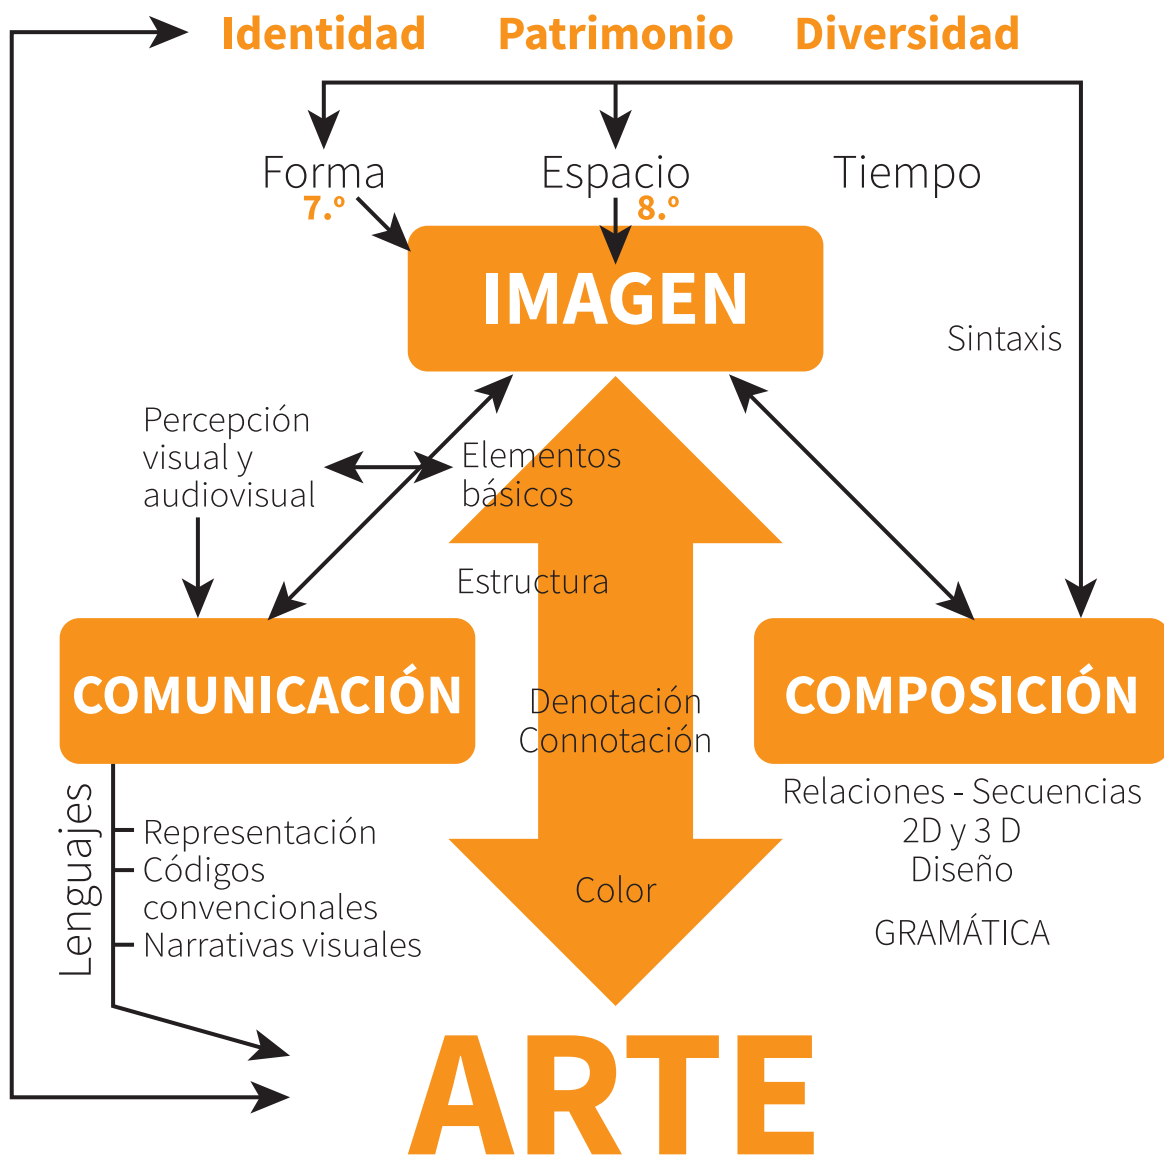 Identidad Patrimonio Diversidad
Forma Espacio Tiempo
7.º 8.º
IMAGEN
Sintaxis
Percepción
visual y
audiovisual
Elementos
básicos
Estructura
COMUNICACIÓN
Denotación
Connotación
COMPOSICIÓN
Lenguajes
Representación
Códigos
convencionales
Narrativas visuales
Color
Relaciones - Secuencias
2D y 3 D
Diseño
GRAMÁTICA
ARTE